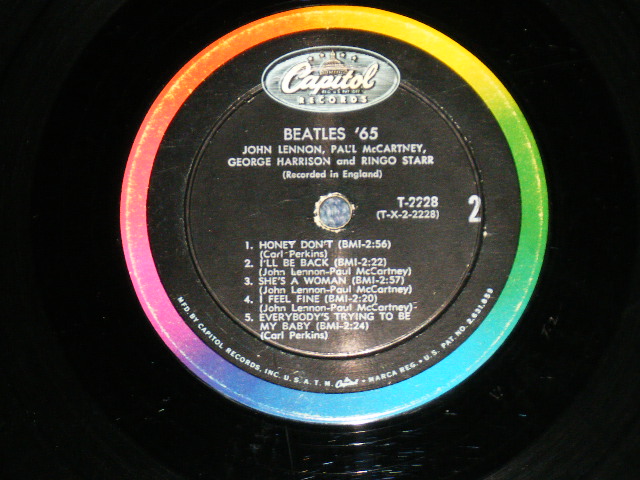 Capitol
RECORDS
BEATLES '65
JOHN LENNON, PAUL McCARTNEY,
GEORGE HARRISON and RINGO STARR
(Recorded in England)
T-2228
(T-X-2-2228)
2
1. HONEY DON'T (BMI-2:56)
(Carl Perkins)
2. I'LL BE BACK (BMI-2:22)
(John Lennon-Paul McCartney)
3. SHE'S A WOMAN (BMI-2:57)
(John Lennon-Paul McCartney)
4. I FEEL FINE (BMI-2:20)
(John Lennon-Paul McCartney)
5. EVERYBODY'S TRYING TO BE
MY BABY (BMI-2:24)
(Carl Perkins)
MFD. BY CAPITOL RECORDS, INC. U.S.A. T.M. Capitol • MARCA REG. • U.S. PAT. NO. 2,631,859